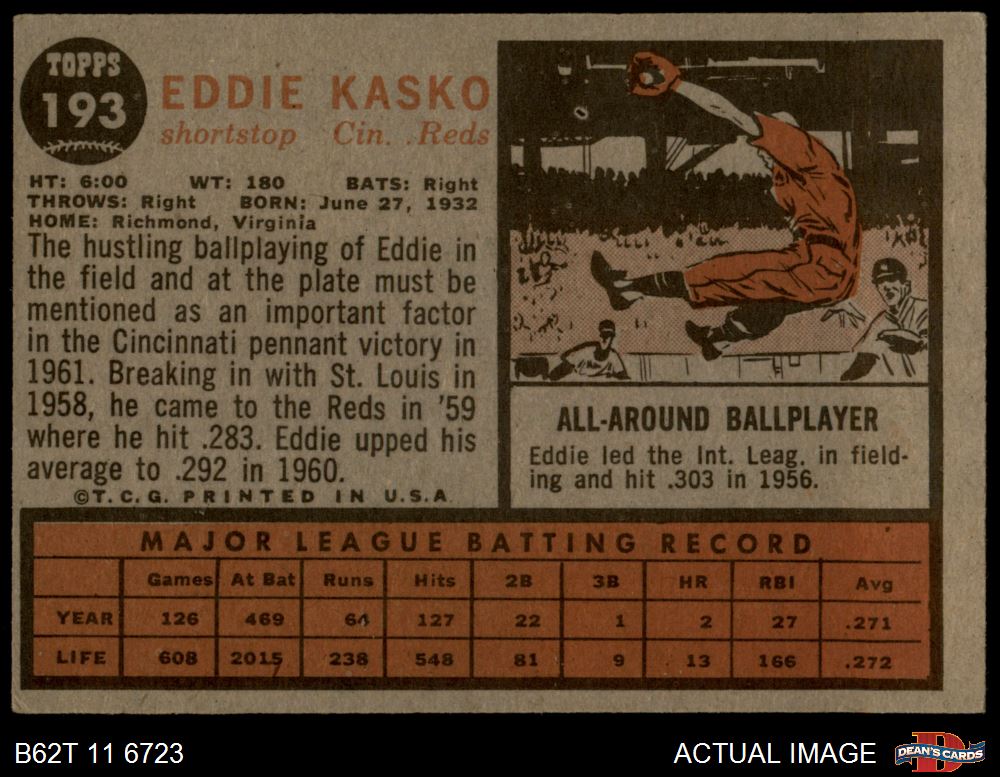 TOPPS
193
EDDIE KASKO
shortstop Cin. .Reds
HT: 6:00 WT: 180 BATS: Right
THROWS: Right BORN: June 27, 1932
HOME: Richmond, Virginia
The hustling ballplaying of Eddie in
the field and at the plate must be
mentioned as an important factor
in the Cincinnati pennant victory in
1961. Breaking in with St. Louis in
1958, he came to the Reds in '59
where he hit .283. Eddie upped his
average to .292 in 1960.
©T.C.G. PRINTED IN U.S.A.
ALL-AROUND BALLPLAYER
Eddie led the Int. Leag. in field-
ing and hit .303 in 1956.
MAJOR LEAGUE BATTING RECORD
Games At Bat Runs Hits 2B 3B HR RBI Avg
YEAR 126 469 64 127 22 1 2 27 .271
LIFE 608 2015 238 548 81 9 13 166 .272
B62T 11 6723
ACTUAL IMAGE
D
DEAN'S CARDS